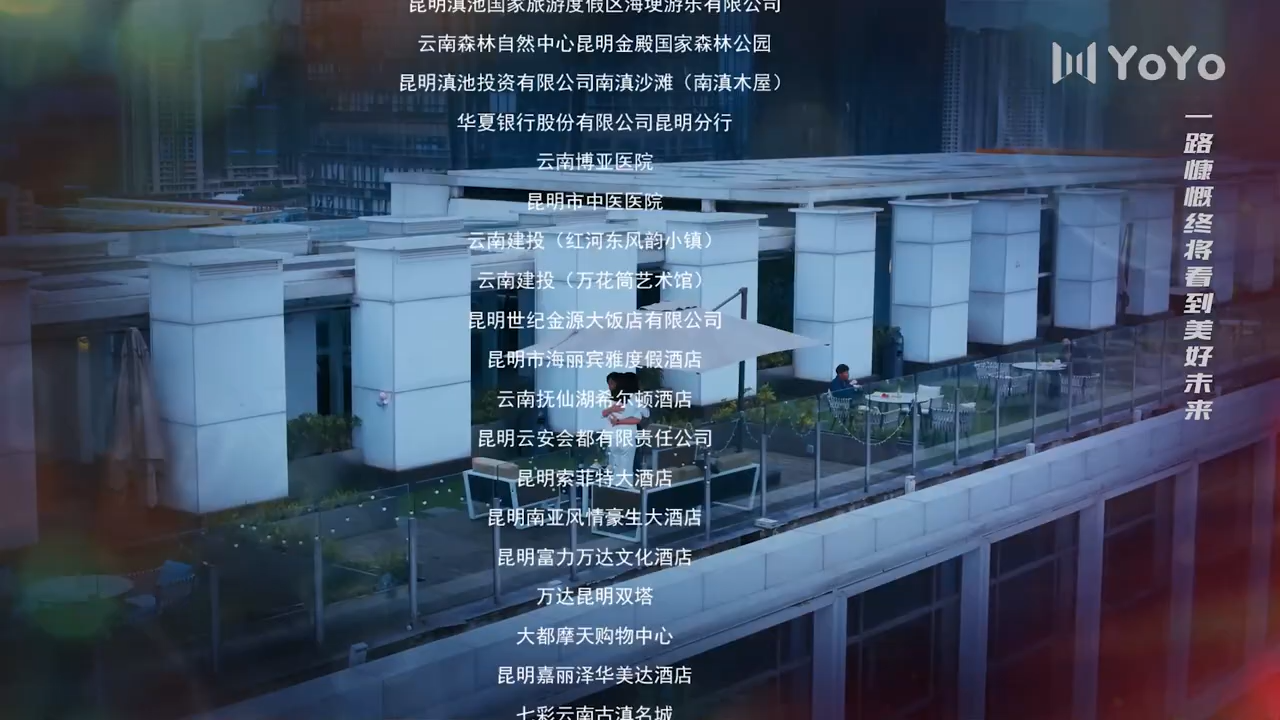 昆明滇池国家旅游度假区海埂游乐有限公司
云南森林自然中心昆明金殿国家森林公园
昆明滇池投资有限公司南滇沙滩（南滇木屋）
华夏银行股份有限公司昆明分行
云南博亚医院
昆明市中医医院
云南建投（红河东风韵小镇）
云南建投（万花筒艺术馆）
昆明世纪金源大饭店有限公司
昆明市海丽宾雅度假酒店
云南抚仙湖希尔顿酒店
昆明云安会都有限责任公司
昆明索菲特大酒店
昆明南亚风情豪生大酒店
昆明富力万达文化酒店
万达昆明双塔
大都摩天购物中心
昆明嘉丽泽华美达酒店
七彩云南古滇名城
YoYo
一路慷慨终将看到美好未来